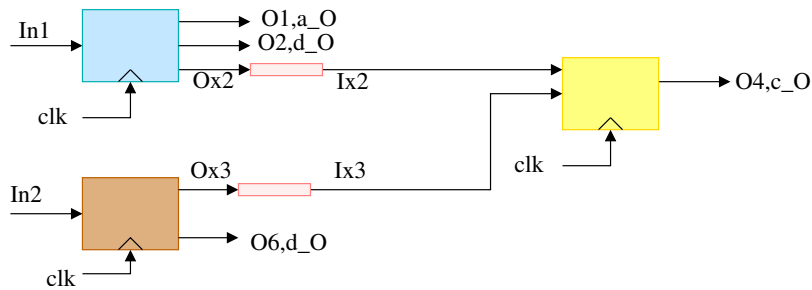 In1
O1,a_O
O2,d_O
Ox2
Ix2
O4,c_O
clk
clk
Ox3
Ix3
In2
O6,d_O
clk